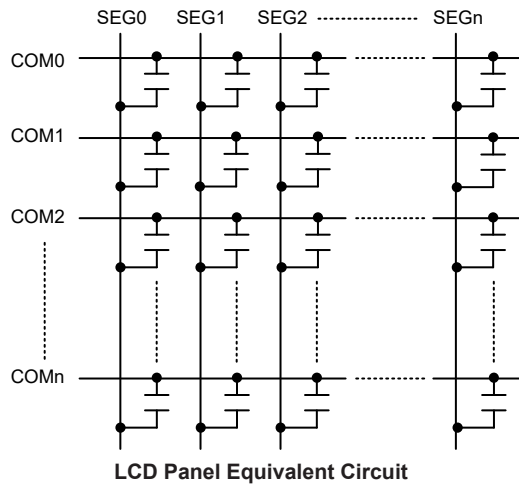 SEG0 SEG1 SEG2 SEGn
COM0
COM1
COM2
COMn
LCD Panel Equivalent Circuit